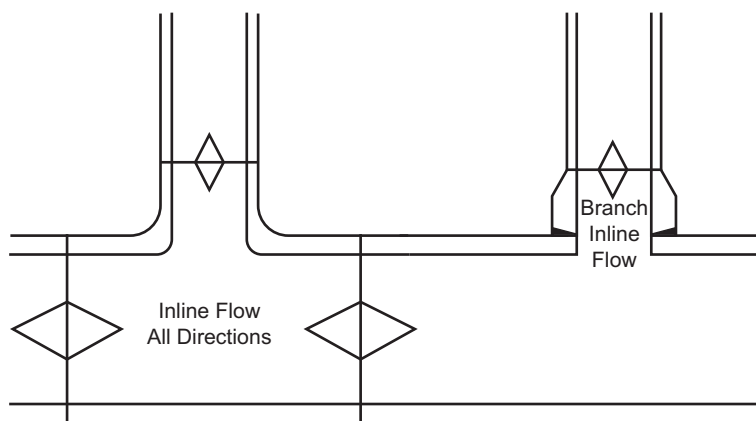 Inline Flow
All Directions
Branch
Inline
Flow